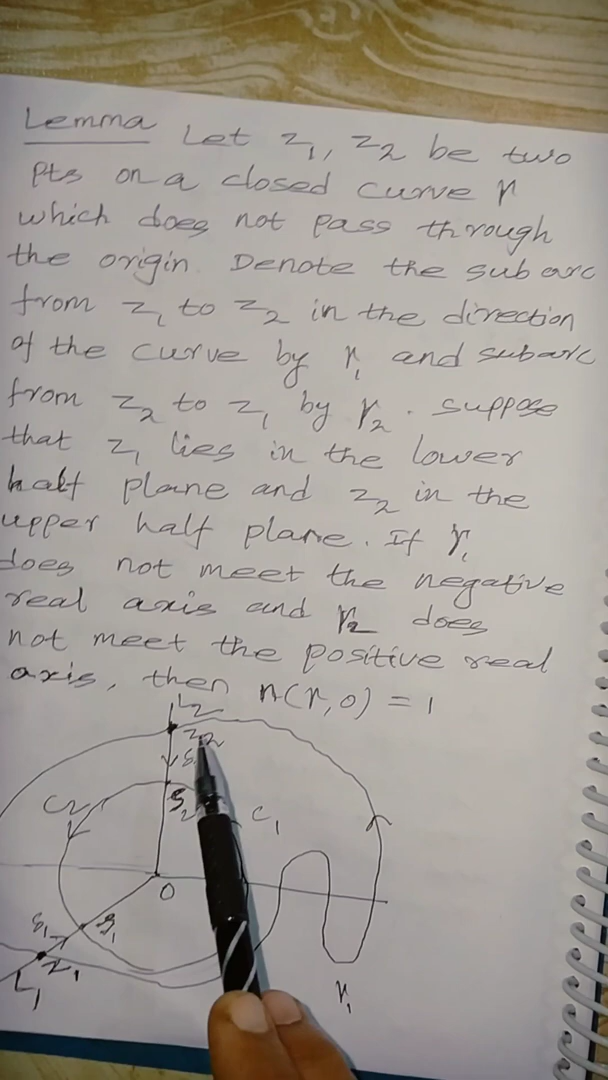 Lemma Let z1, z2 be two
pts on a closed curve γ
which does not pass through
the origin. Denote the sub arc
from z1 to z2 in the direction
of the curve by γ1 and subarc
from z2 to z1 by γ2. suppose
that z1 lies in the lower
half plane and z2 in the
upper half plane. If γ1
does not meet the negative
real axis and γ2 does
not meet the positive real
axis, then n(γ,0) = 1
L2
z2
C2
ξ2
C1
O
δ1
ξ1
z1
L1
γ1